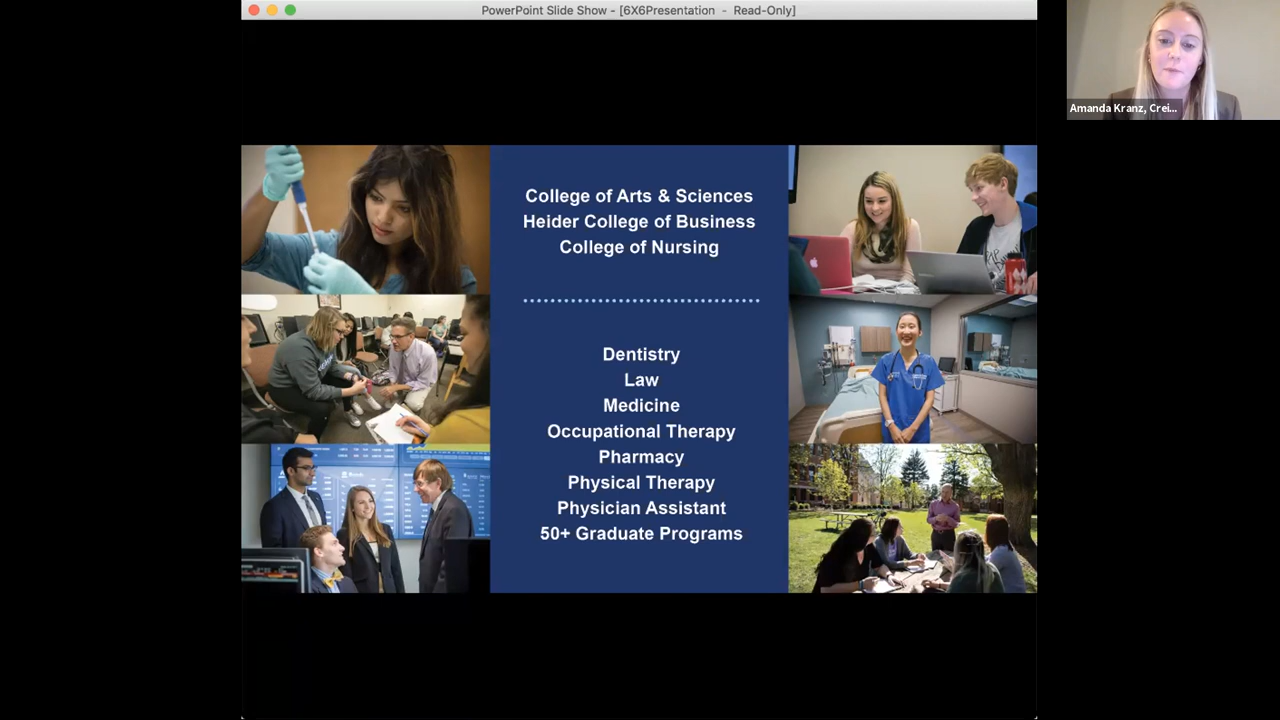 PowerPoint Slide Show - [6X6Presentation - Read-Only]
Amanda Kranz, Crei...
College of Arts & Sciences
Heider College of Business
College of Nursing
Dentistry
Law
Medicine
Occupational Therapy
Pharmacy
Physical Therapy
Physician Assistant
50+ Graduate Programs